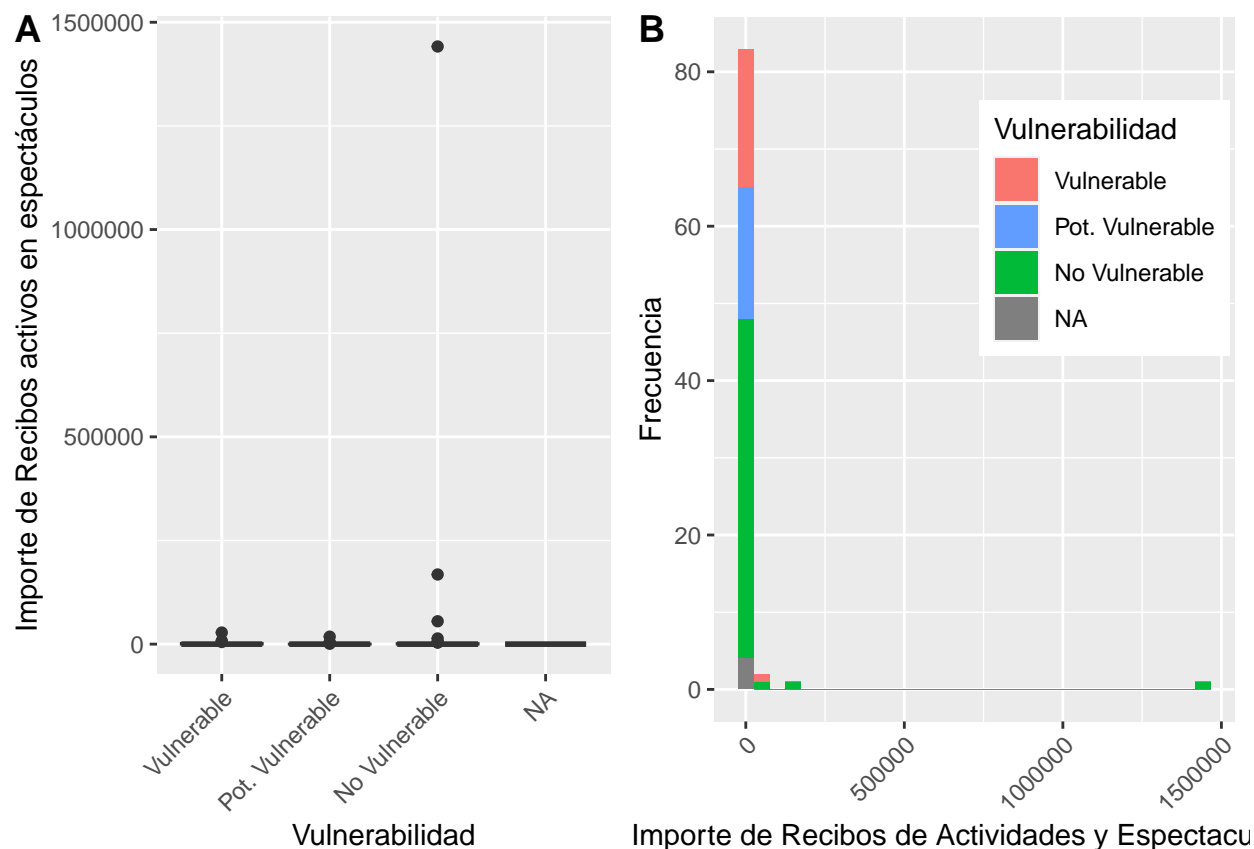 A
Importe de Recibos activos en espectáculos
1500000
1000000
500000
0
Vulnerable
Pot. Vulnerable
No Vulnerable
NA
Vulnerabilidad
B
Frecuencia
80
60
40
20
0
Vulnerabilidad
Vulnerable
Pot. Vulnerable
No Vulnerable
NA
0
500000
1000000
1500000
Importe de Recibos de Actividades y Espectacu